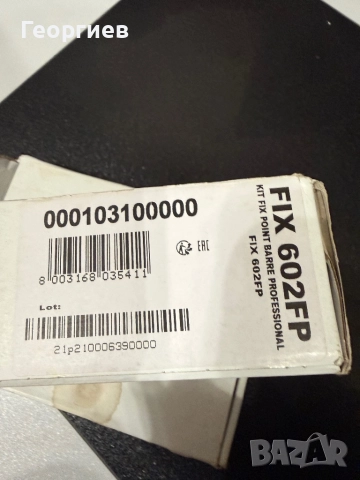 Георгиев
000103100000
8 003168 035411
EAC
Lot:
21p210006390000
FIX 602FP
KIT FIX POINT BARRE PROFESSIONAL
FIX 602FP
BAZAR